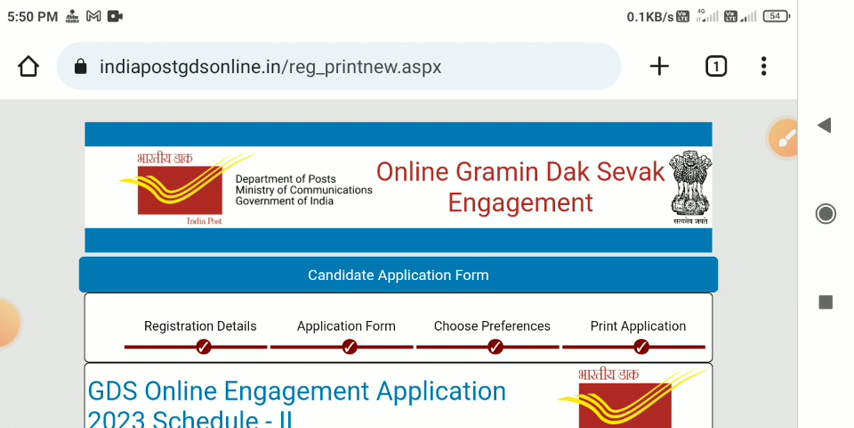 5:50 PM
0.1KB/s 4G 54
indiapostgdsonline.in/reg_printnew.aspx
1
भारतीय डाक
India Post
Department of Posts
Ministry of Communications
Government of India
Online Gramin Dak Sevak
Engagement
सत्यमेव जयते
Candidate Application Form
Registration Details Application Form Choose Preferences Print Application
GDS Online Engagement Application
2023 Schedule - II
भारतीय डाक